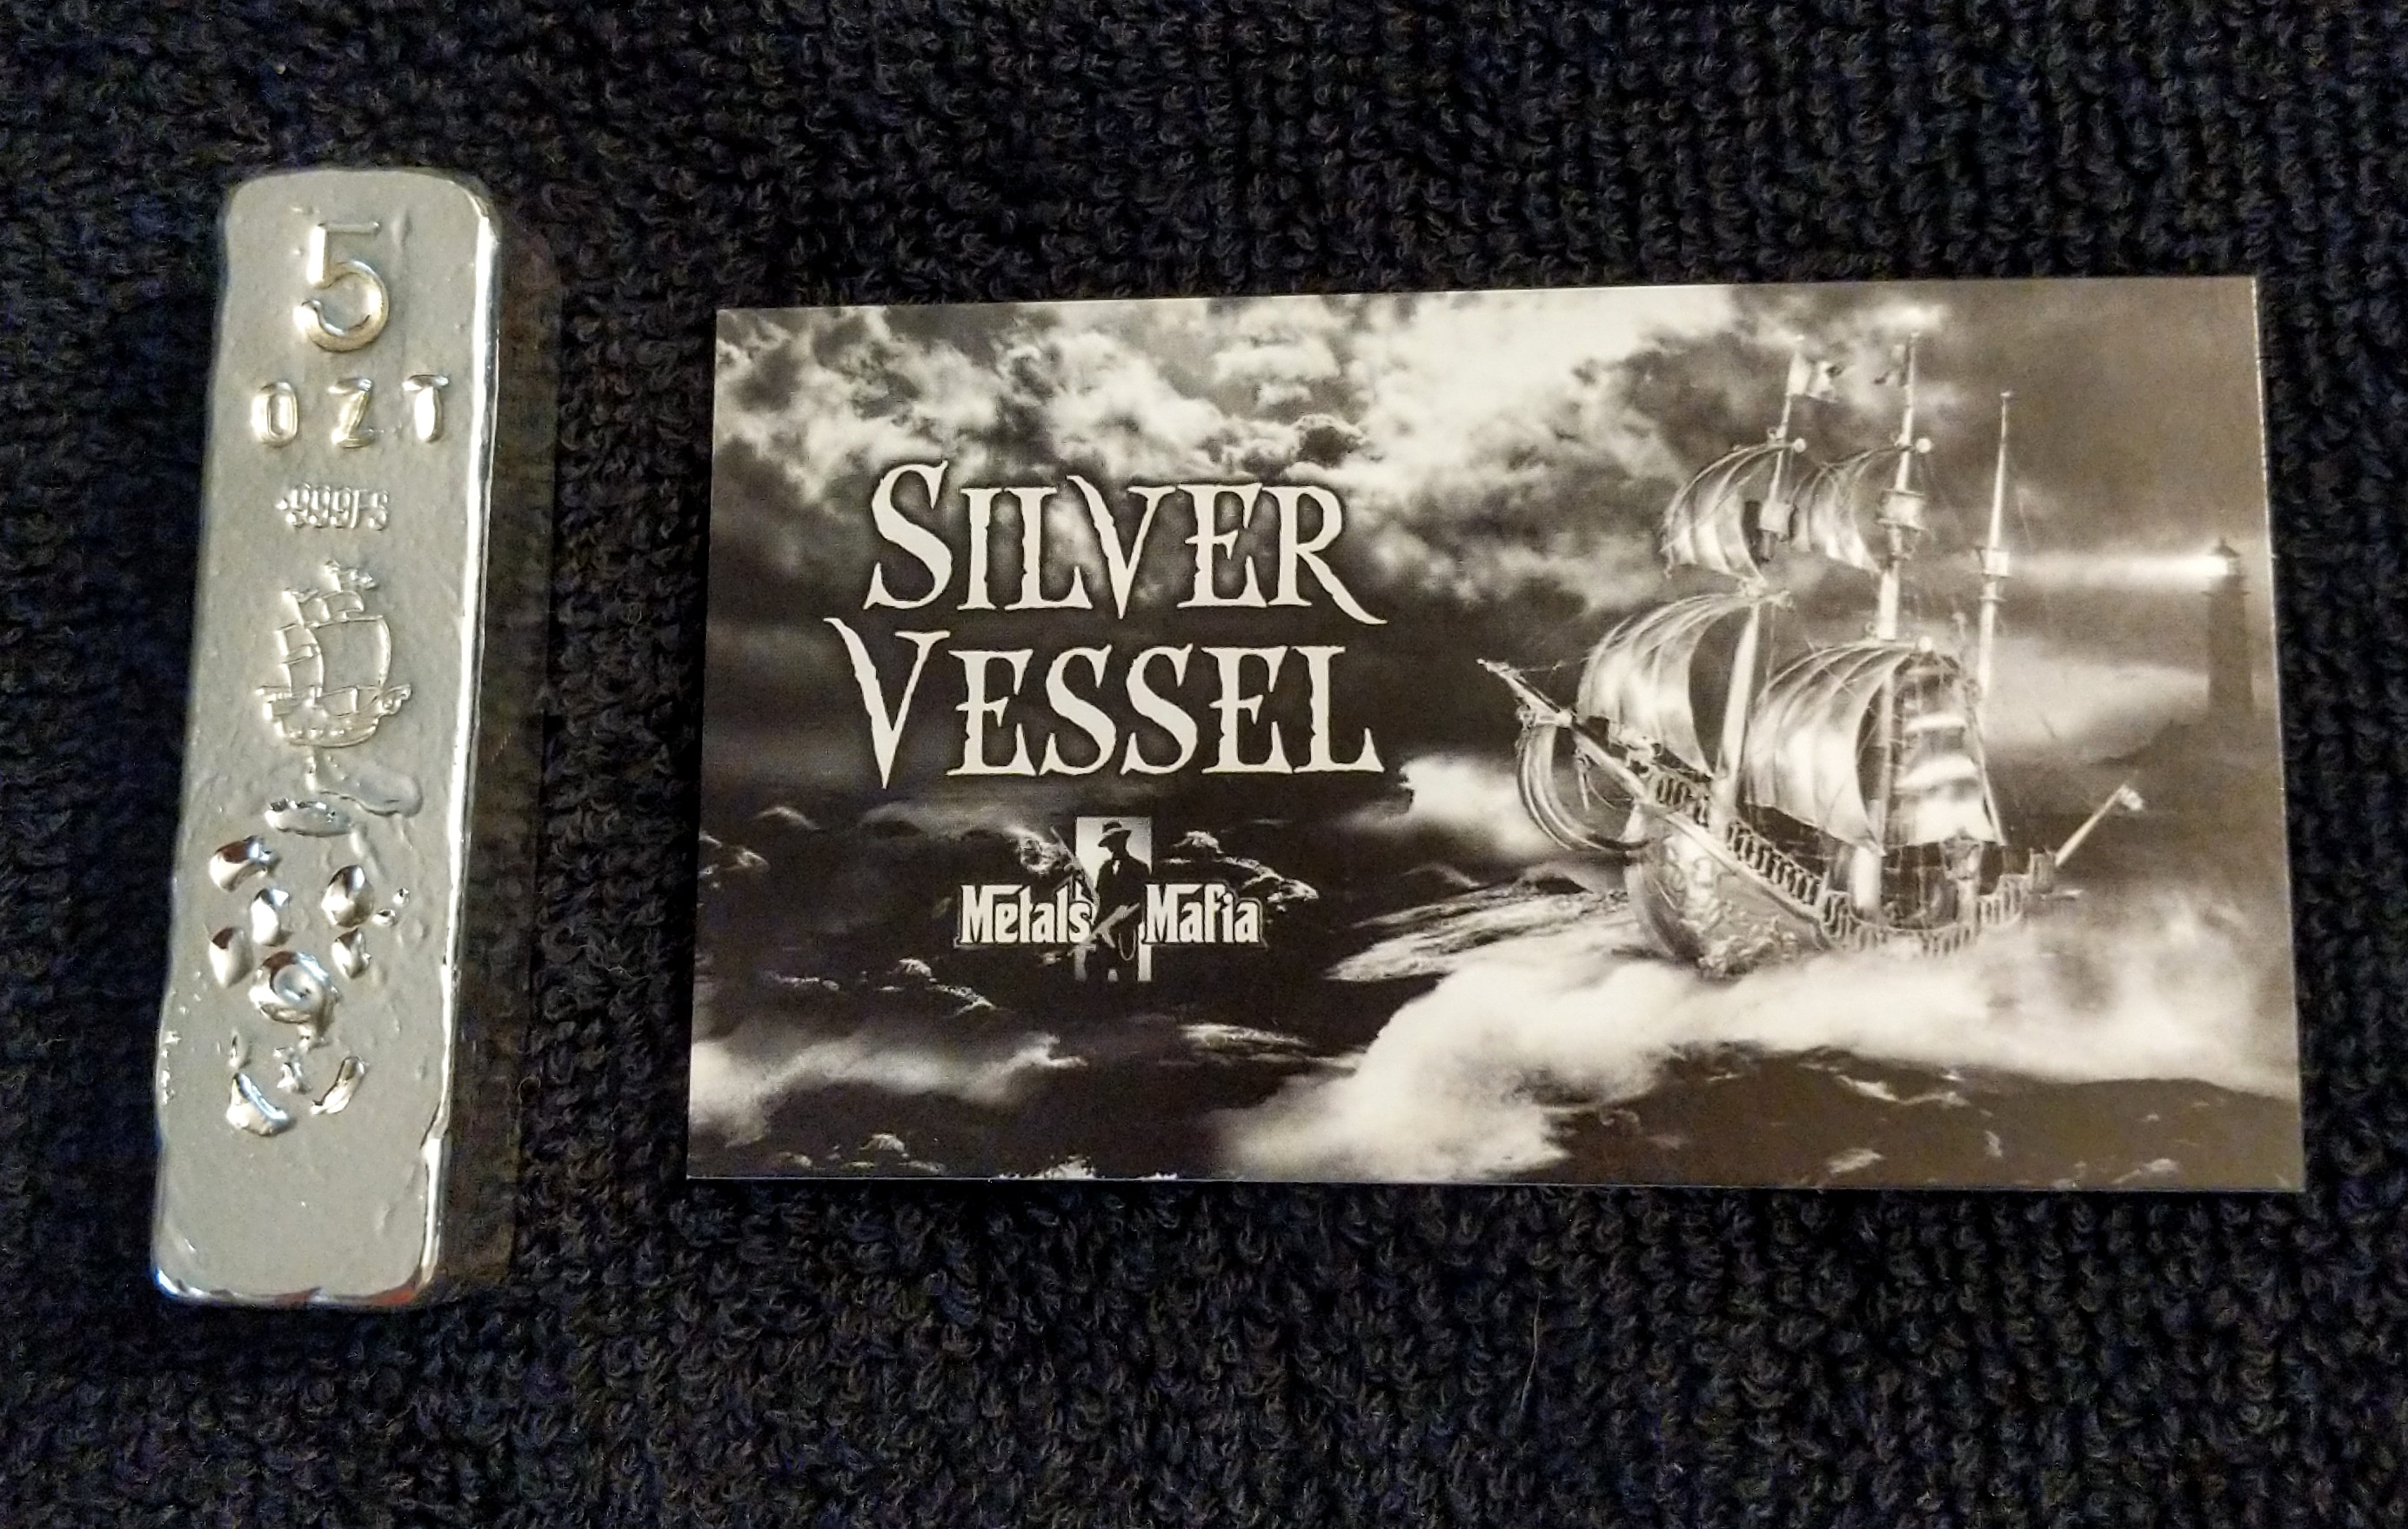 5
OZT
.999FS
SILVER
VESSEL
Metals Mafia